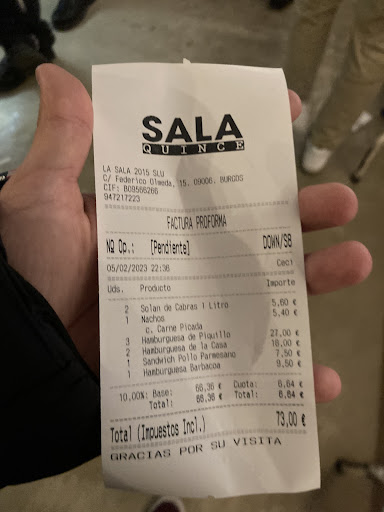 SALA
QUINCE
LA SALA 2015 SLU
C/ Federico Olmeda, 15. 09006. BURGOS
CIF: B09566266
947217223
FACTURA PROFORMA
Nº Op.: [Pendiente] DOWN/SB
05/02/2023 22:36 Ceci
Uds. Producto Importe
2 Solan de Cabras 1 Litro 5,60 €
1 Nachos 5,40 €
c. Carne Picada
3 Hamburguesa de Piquillo 27,00 €
2 Hamburguesa de la Casa 18,00 €
1 Sandwich Pollo Parmesano 7,50 €
1 Hamburguesa Barbacoa 9,50 €
10,00%: Base: 66,36 € Cuota: 6,64 €
Total: 66,36 € Total: 6,64 €
Total (Impuestos Incl.) 73,00 €
GRACIAS POR SU VISITA